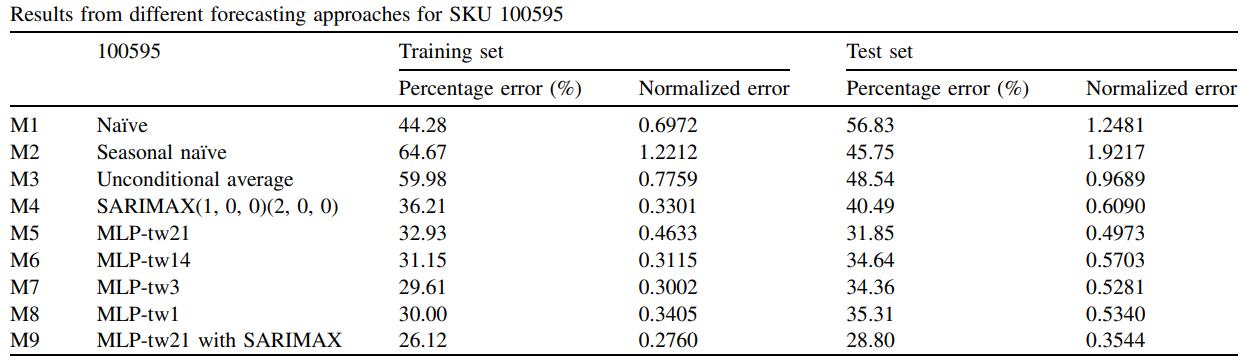 Results from different forecasting approaches for SKU 100595
100595 Training set Test set
Percentage error (%) Normalized error Percentage error (%) Normalized error
M1 Naïve 44.28 0.6972 56.83 1.2481
M2 Seasonal naïve 64.67 1.2212 45.75 1.9217
M3 Unconditional average 59.98 0.7759 48.54 0.9689
M4 SARIMAX(1, 0, 0)(2, 0, 0) 36.21 0.3301 40.49 0.6090
M5 MLP-tw21 32.93 0.4633 31.85 0.4973
M6 MLP-tw14 31.15 0.3115 34.64 0.5703
M7 MLP-tw3 29.61 0.3002 34.36 0.5281
M8 MLP-tw1 30.00 0.3405 35.31 0.5340
M9 MLP-tw21 with SARIMAX 26.12 0.2760 28.80 0.3544